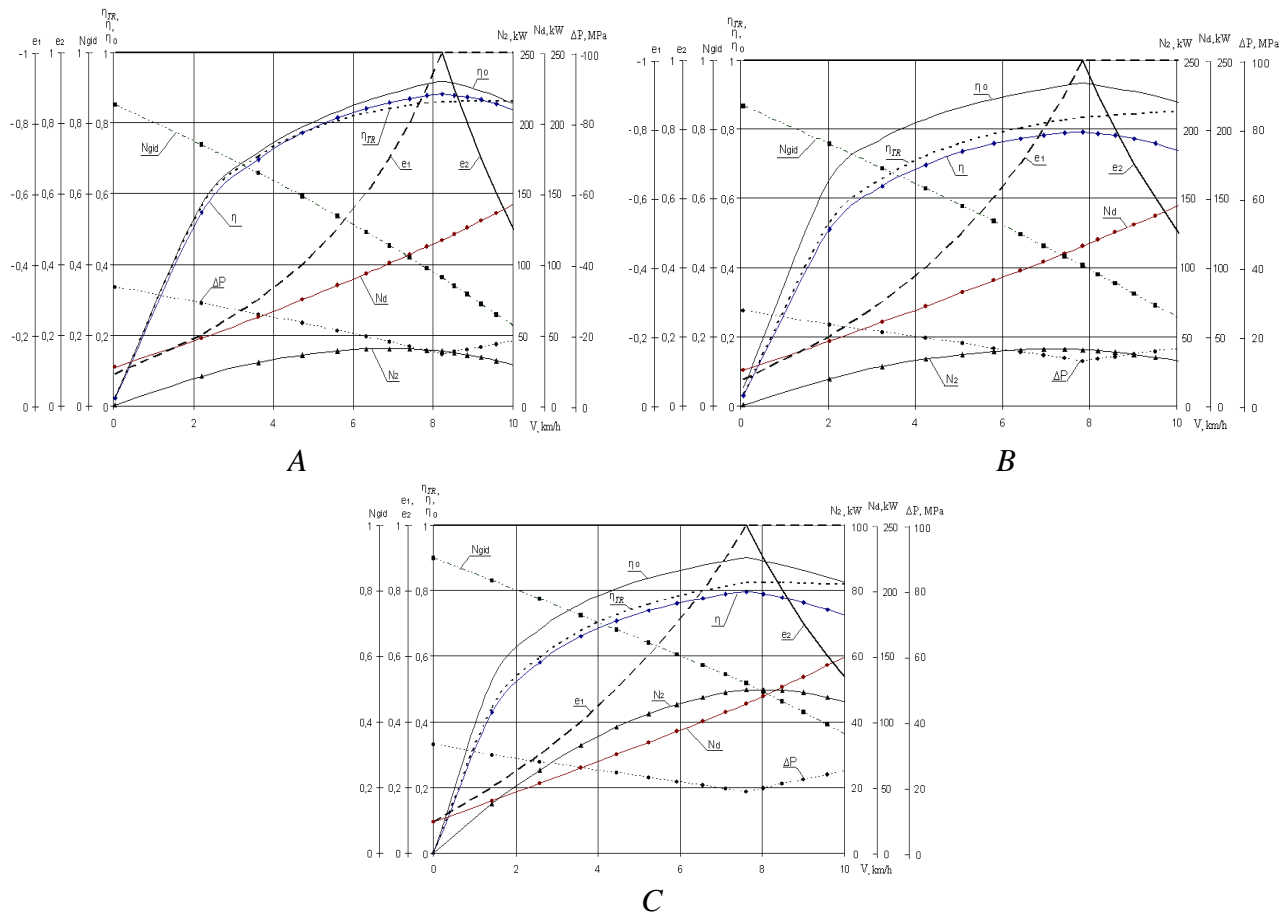 ηTR, η, η0
e1 e2 Ngid
N2, kW Nd, kW ΔP, MPa
-1 1 1 1 250 250 -100
-0,8 0,8 0,8 0,8 200 200 -80
-0,6 0,6 0,6 0,6 150 150 -60
-0,4 0,4 0,4 0,4 100 100 -40
-0,2 0,2 0,2 0,2 50 50 -20
0 0 0 0 0 0 0
0 2 4 6 8 10
V, km/h
Ngid
η0
ηTR
e1
e2
η
ΔP
Nd
N2
A
ηTR, η, η0
e1 e2 Ngid
N2, kW Nd, kW ΔP, MPa
-1 1 1 1 250 250 100
-0,8 0,8 0,8 0,8 200 200 80
-0,6 0,6 0,6 0,6 150 150 60
-0,4 0,4 0,4 0,4 100 100 40
-0,2 0,2 0,2 0,2 50 50 20
0 0 0 0 0 0 0
0 2 4 6 8 10
V, km/h
η0
Ngid
ηTR
η
e1
e2
Nd
N2
ΔP
B
ηTR, η, η0
Ngid e1, e2
N2, kW Nd, kW ΔP, MPa
1 1 1 100 250 100
0,8 0,8 0,8 80 200 80
0,6 0,6 0,6 60 150 60
0,4 0,4 0,4 40 100 40
0,2 0,2 0,2 20 50 20
0 0 0 0 0 0
0 2 4 6 8 10
V, km/h
Ngid
η0
ηTR
η
e2
e1
N2
Nd
ΔP
C